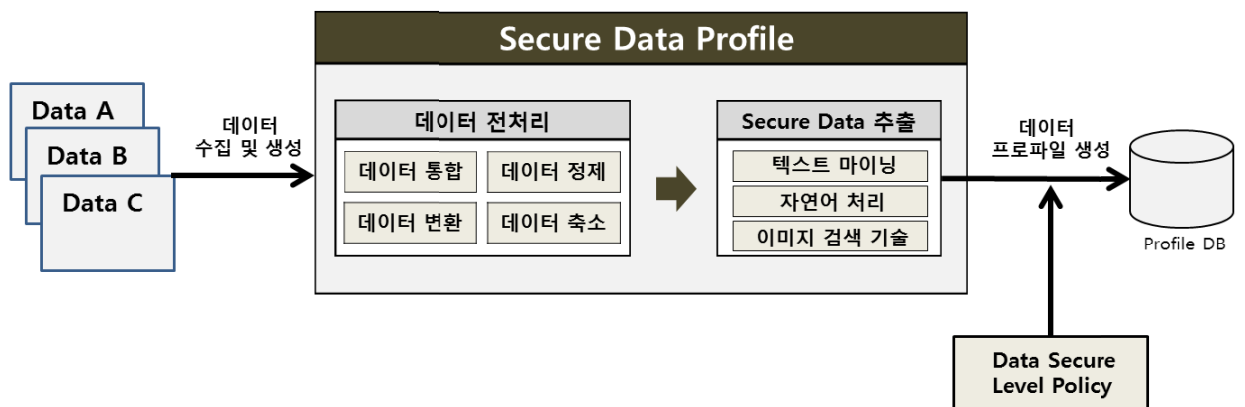 Secure Data Profile
Data A
Data B
Data C
데이터
수집 및 생성
데이터 전처리
데이터 통합
데이터 정제
데이터 변환
데이터 축소
Secure Data 추출
텍스트 마이닝
자연어 처리
이미지 검색 기술
데이터
프로파일 생성
Profile DB
Data Secure
Level Policy